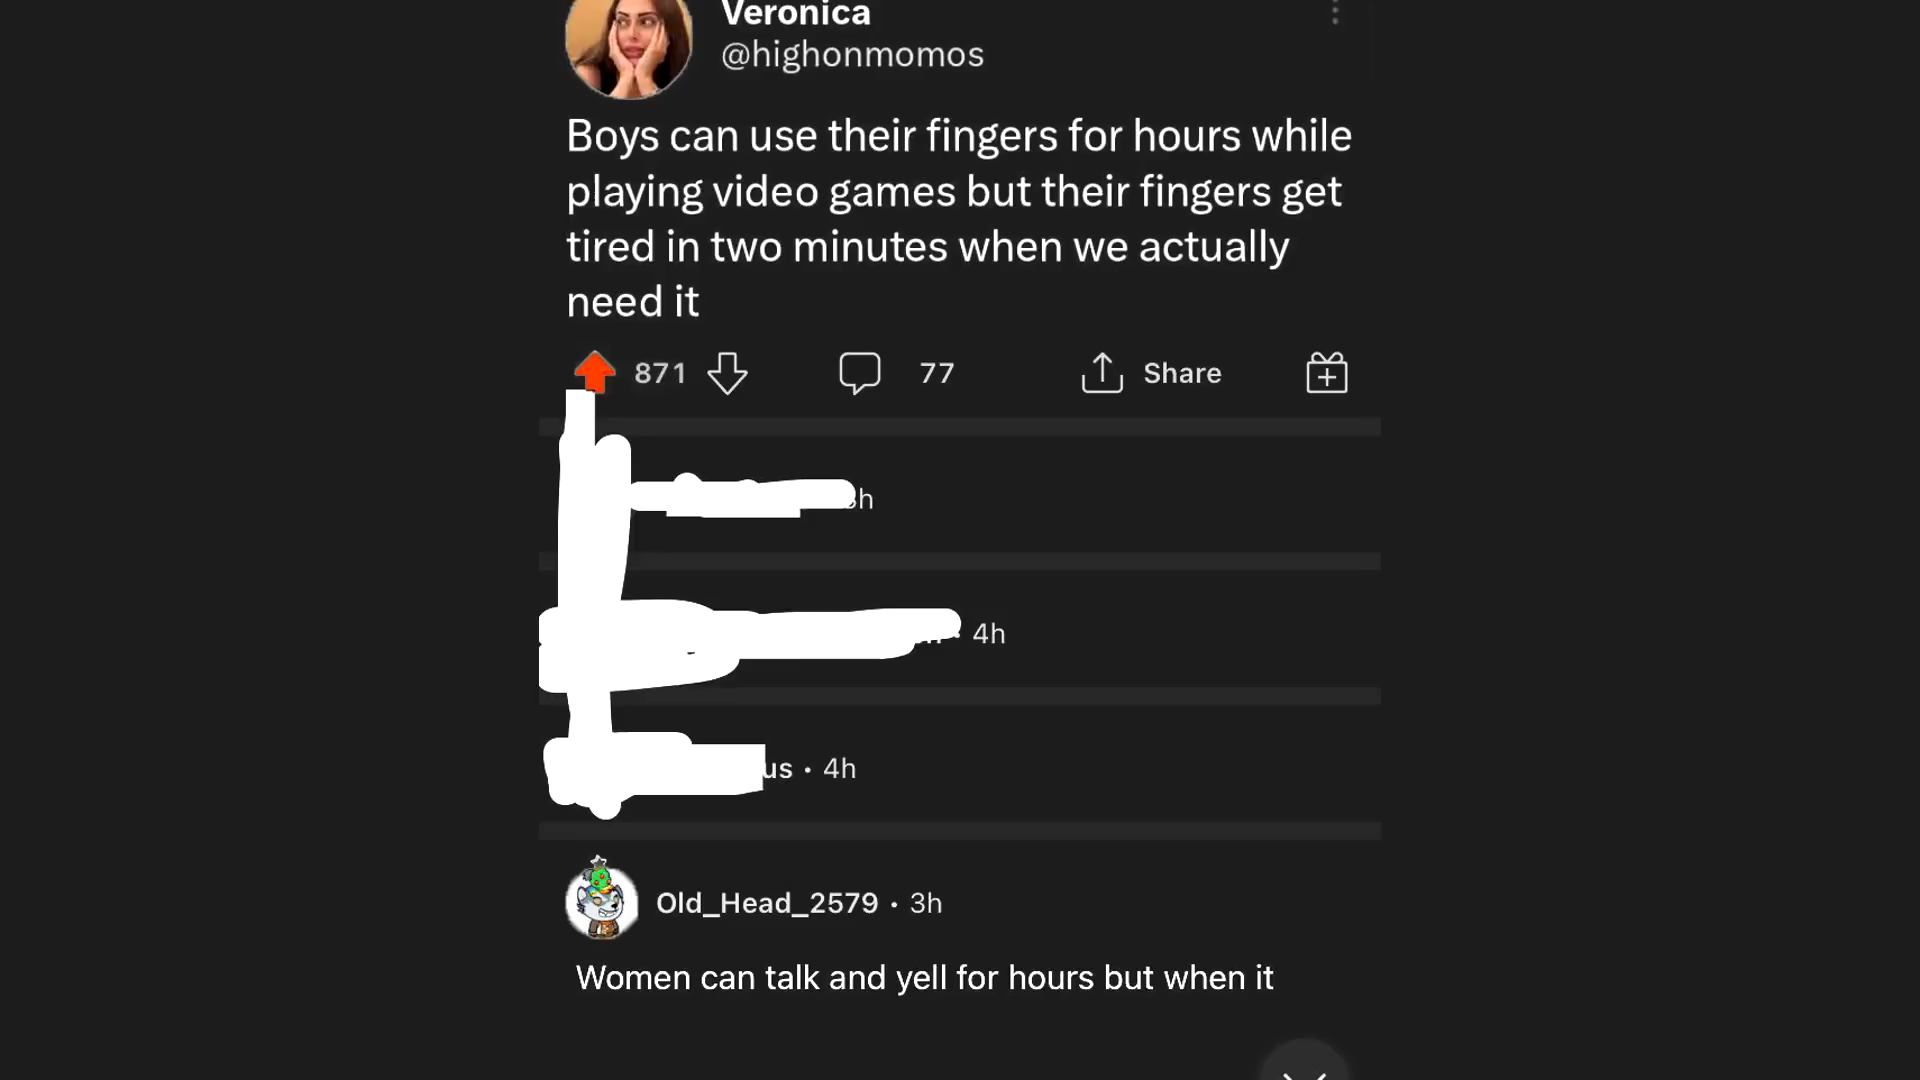 Veronica
@highonmomos
Boys can use their fingers for hours while
playing video games but their fingers get
tired in two minutes when we actually
need it
871 77 Share
h
4h
us • 4h
Old_Head_2579 • 3h
Women can talk and yell for hours but when it